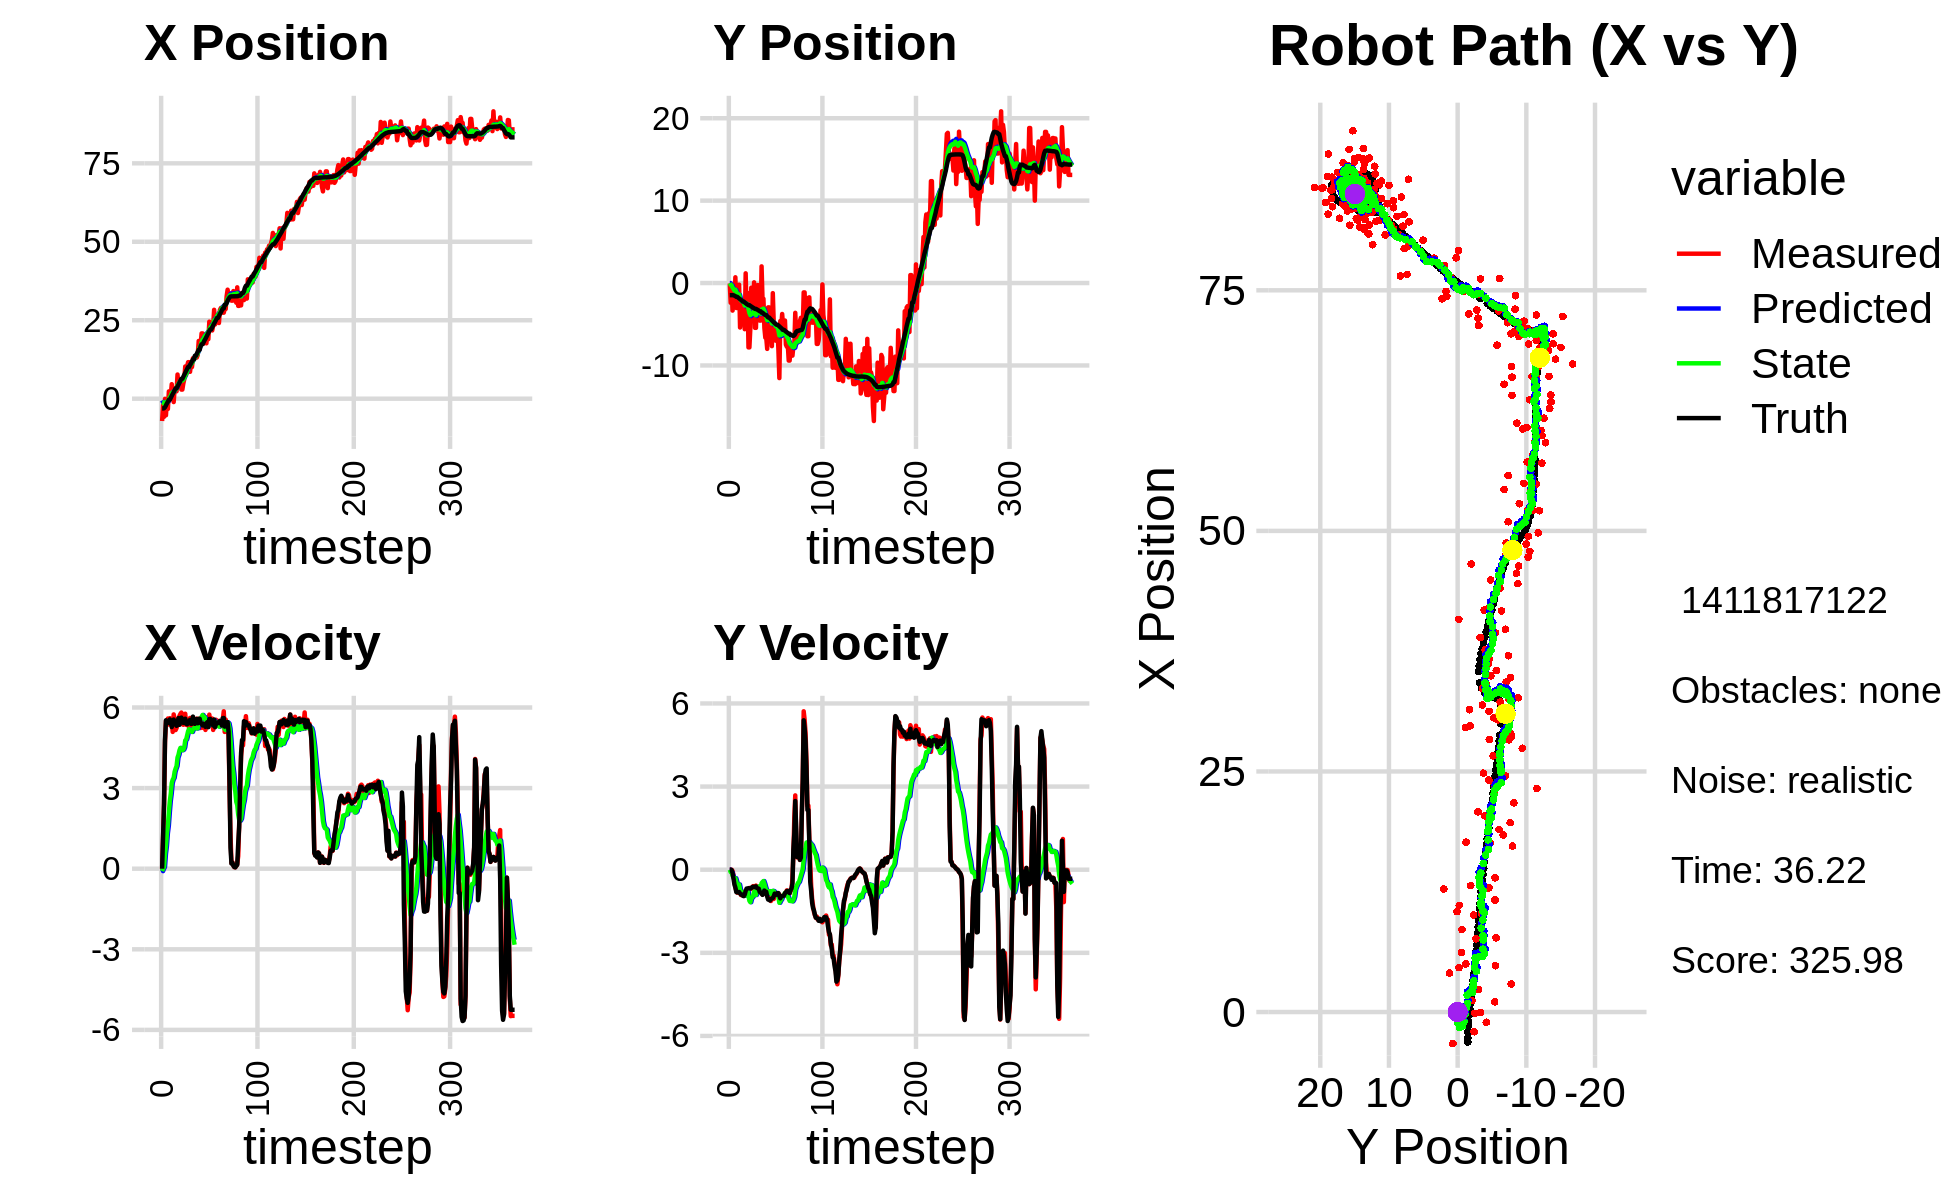 X Position
75
50
25
0
0
100
200
300
timestep
Y Position
20
10
0
-10
0
100
200
300
timestep
X Velocity
6
3
0
-3
-6
0
100
200
300
timestep
Y Velocity
6
3
0
-3
-6
0
100
200
300
timestep
Robot Path (X vs Y)
X Position
75
50
25
0
20 10 0 -10 -20
Y Position
variable
Measured
Predicted
State
Truth
1411817122
Obstacles: none
Noise: realistic
Time: 36.22
Score: 325.98